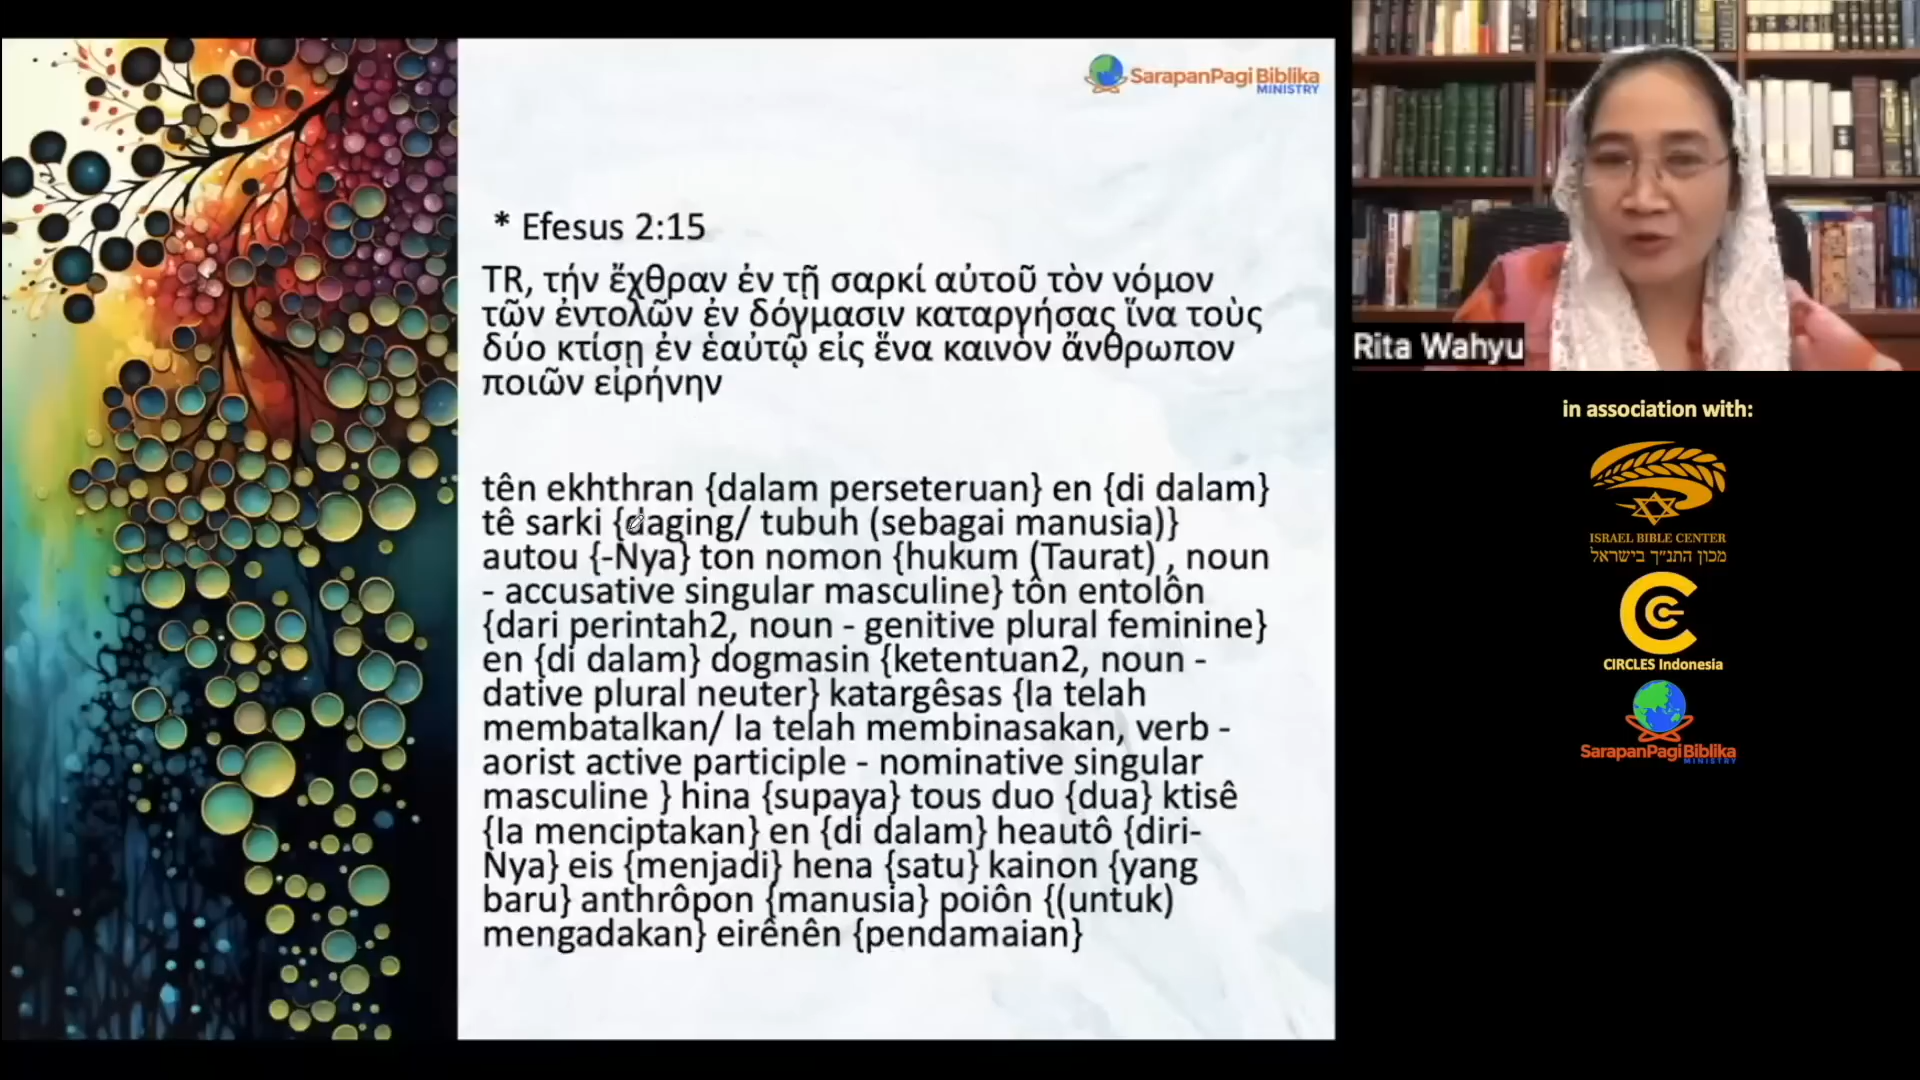 SarapanPagi Biblika
MINISTRY
* Efesus 2:15
TR, τήν ἔχθραν ἐν τῇ σαρκί αὐτοῦ τὸν νόμον
τῶν ἐντολῶν ἐν δόγμασιν καταργήσας ἵνα τοὺς
δύο κτίσῃ ἐν ἑαὐτῷ εἰς ἕνα καινὸν ἄνθρωπον
ποιῶν εἰρήνην
tên ekhthran {dalam perseteruan} en {di dalam}
tê sarki {daging/ tubuh (sebagai manusia)}
autou {-Nya} ton nomon {hukum (Taurat) , noun
- accusative singular masculine} tôn entolôn
{dari perintah2, noun - genitive plural feminine}
en {di dalam} dogmasin {ketentuan2, noun -
dative plural neuter} katargêsas {Ia telah
membatalkan/ Ia telah membinasakan, verb -
aorist active participle - nominative singular
masculine } hina {supaya} tous duo {dua} ktisê
{Ia menciptakan} en {di dalam} heautô {diri-
Nya} eis {menjadi} hena {satu} kainon {yang
baru} anthrôpon {manusia} poiôn {(untuk)
mengadakan} eirênên {pendamaian}
Rita Wahyu
in association with:
ISRAEL BIBLE CENTER
מכון התנ״ך בישראל
CIRCLES Indonesia
SarapanPagi Biblika
MINISTRY